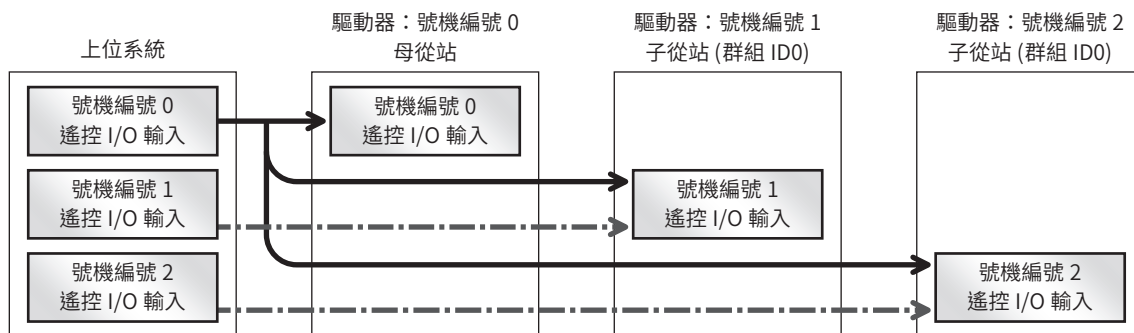 上位系統
驅動器：號機編號 0
母從站
驅動器：號機編號 1
子從站 (群組 ID0)
驅動器：號機編號 2
子從站 (群組 ID0)
號機編號 0
遙控 I/O 輸入
號機編號 0
遙控 I/O 輸入
號機編號 1
遙控 I/O 輸入
號機編號 1
遙控 I/O 輸入
號機編號 2
遙控 I/O 輸入
號機編號 2
遙控 I/O 輸入